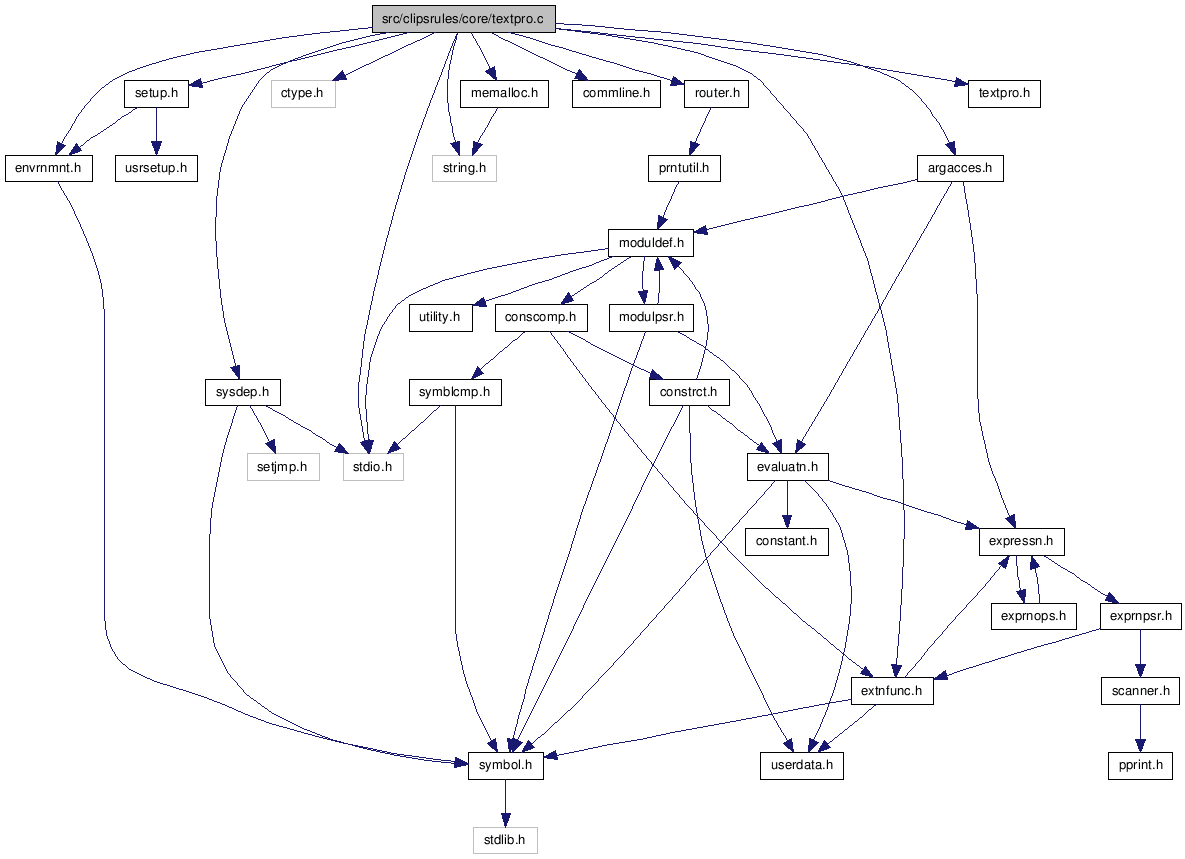 src/clipsrules/core/textpro.c
setup.h
ctype.h
memalloc.h
commline.h
router.h
textpro.h
envrnmnt.h
usrsetup.h
string.h
prntutil.h
argacces.h
moduldef.h
utility.h
conscomp.h
modulpsr.h
sysdep.h
symblcmp.h
constrct.h
setjmp.h
stdio.h
evaluatn.h
constant.h
expressn.h
exprnops.h
exprnpsr.h
extnfunc.h
scanner.h
symbol.h
userdata.h
pprint.h
stdlib.h